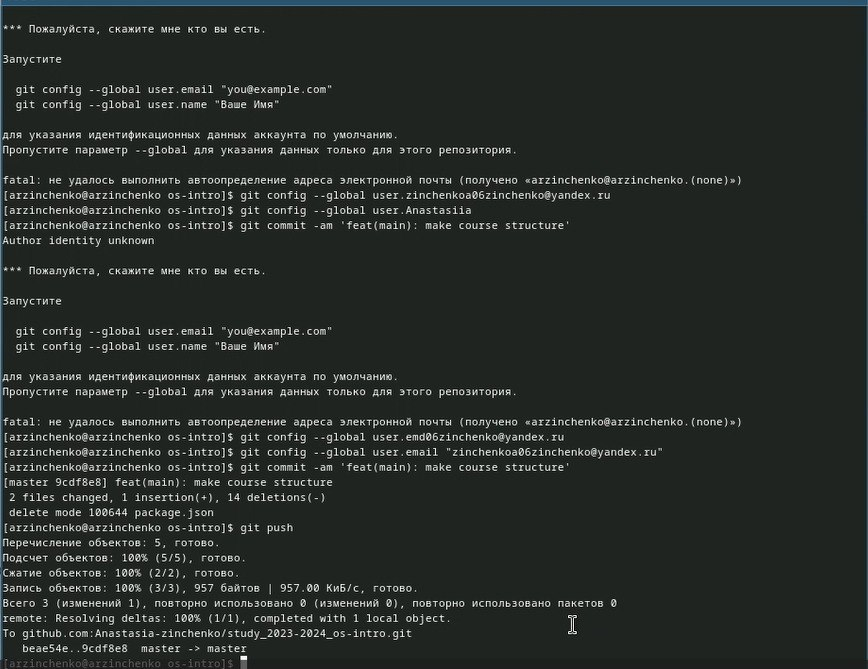 *** Пожалуйста, скажите мне кто вы есть.
Запустите
git config --global user.email "you@example.com"
git config --global user.name "Ваше Имя"
для указания идентификационных данных аккаунта по умолчанию.
Пропустите параметр --global для указания данных только для этого репозитория.
fatal: не удалось выполнить автоопределение адреса электронной почты (получено «arzinchenko@arzinchenko.(none)»)
[arzinchenko@arzinchenko os-intro]$ git config --global user.zinchenkoa06zinchenko@yandex.ru
[arzinchenko@arzinchenko os-intro]$ git config --global user.Anastasiia
[arzinchenko@arzinchenko os-intro]$ git commit -am 'feat(main): make course structure'
Author identity unknown
*** Пожалуйста, скажите мне кто вы есть.
Запустите
git config --global user.email "you@example.com"
git config --global user.name "Ваше Имя"
для указания идентификационных данных аккаунта по умолчанию.
Пропустите параметр --global для указания данных только для этого репозитория.
fatal: не удалось выполнить автоопределение адреса электронной почты (получено «arzinchenko@arzinchenko.(none)»)
[arzinchenko@arzinchenko os-intro]$ git config --global user.emd06zinchenko@yandex.ru
[arzinchenko@arzinchenko os-intro]$ git config --global user.email "zinchenkoa06zinchenko@yandex.ru"
[arzinchenko@arzinchenko os-intro]$ git commit -am 'feat(main): make course structure'
[master 9cdf8e8] feat(main): make course structure
2 files changed, 1 insertion(+), 14 deletions(-)
delete mode 100644 package.json
[arzinchenko@arzinchenko os-intro]$ git push
Перечисление объектов: 5, готово.
Подсчет объектов: 100% (5/5), готово.
Сжатие объектов: 100% (2/2), готово.
Запись объектов: 100% (3/3), 957 байтов | 957.00 КиБ/с, готово.
Всего 3 (изменений 1), повторно использовано 0 (изменений 0), повторно использовано пакетов 0
remote: Resolving deltas: 100% (1/1), completed with 1 local object.
To github.com:Anastasia-zinchenko/study_2023-2024_os-intro.git
beae54e..9cdf8e8 master -> master
[arzinchenko@arzinchenko os-intro]$